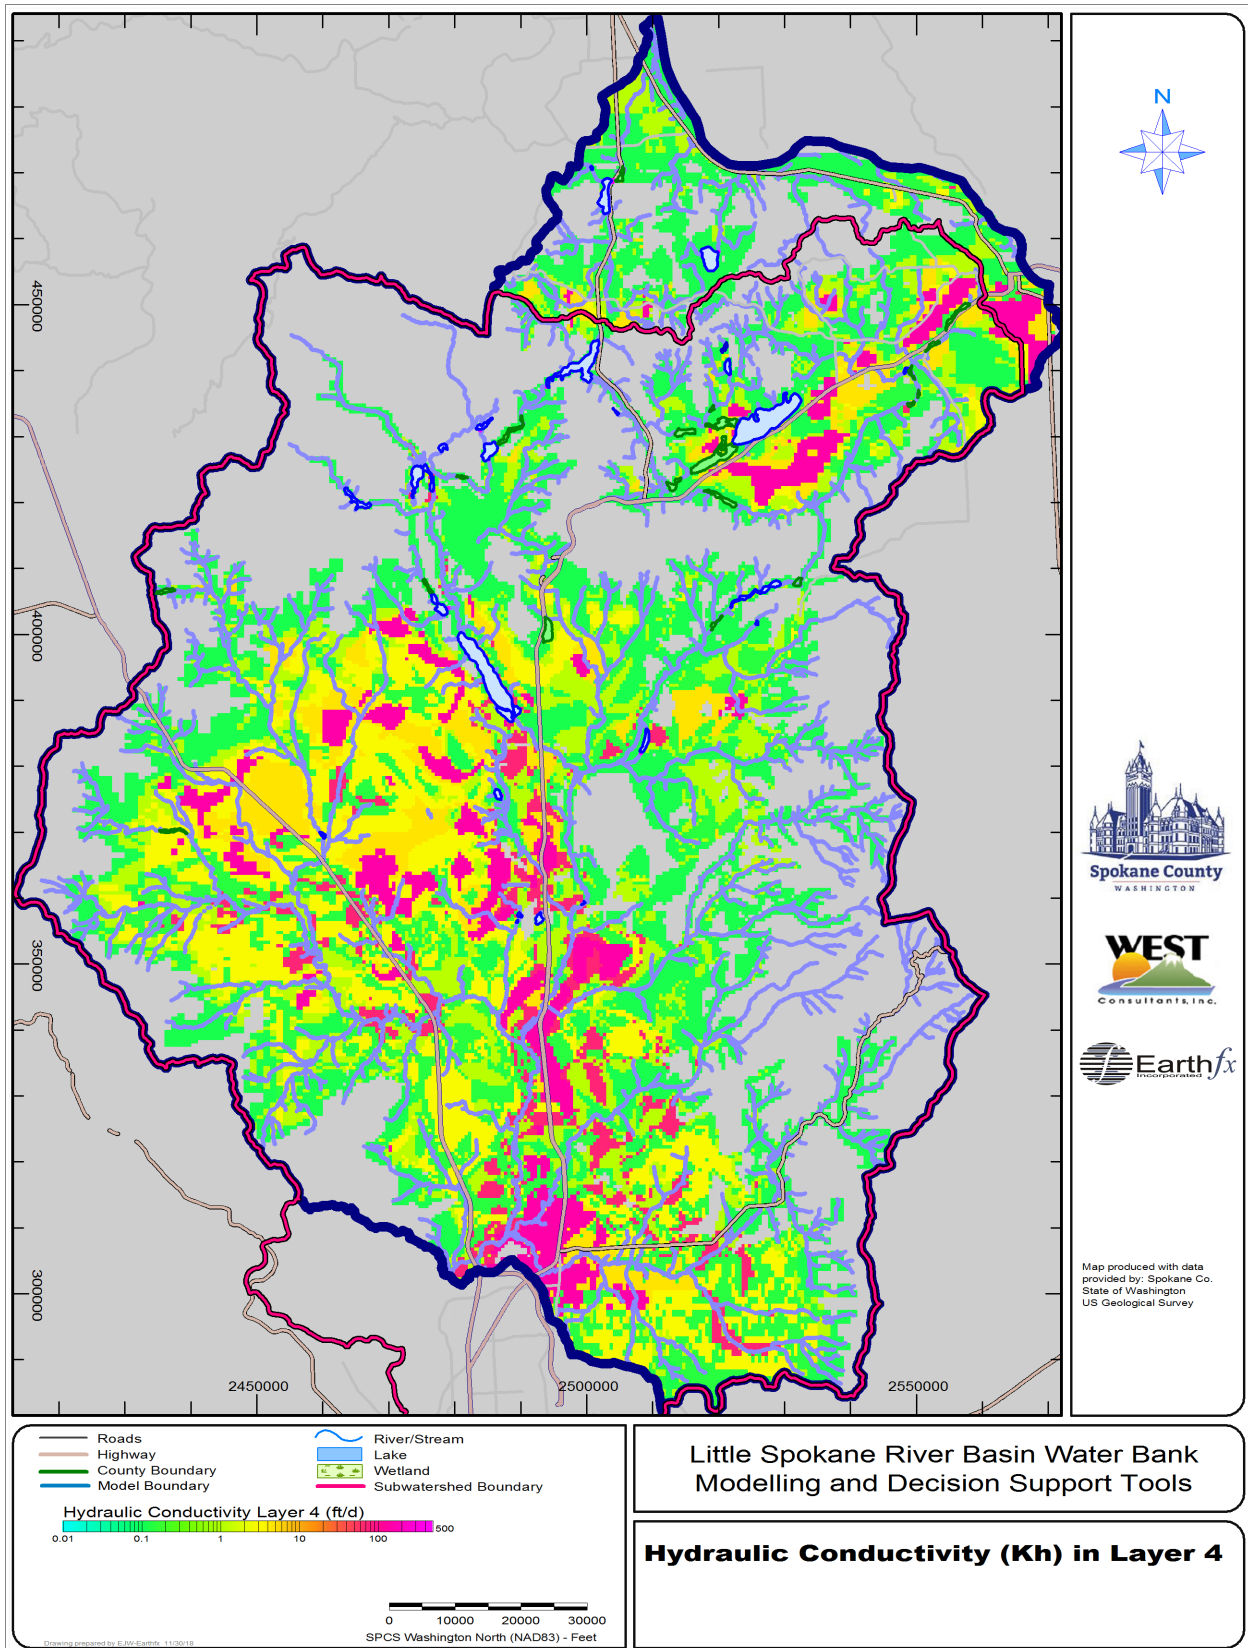 N
450000
400000
350000
300000
2450000
2500000
2550000
Spokane County
WASHINGTON
WEST
Consultants, Inc.
Earthfx
Incorporated
Map produced with data
provided by: Spokane Co.
State of Washington
US Geological Survey
Roads
Highway
County Boundary
Model Boundary
River/Stream
Lake
Wetland
Subwatershed Boundary
Hydraulic Conductivity Layer 4 (ft/d)
0.01 0.1 1 10 100 500
0 10000 20000 30000
SPCS Washington North (NAD83) - Feet
Drawing prepared by EJW-Earthfx 11/30/18
Little Spokane River Basin Water Bank
Modelling and Decision Support Tools
Hydraulic Conductivity (Kh) in Layer 4